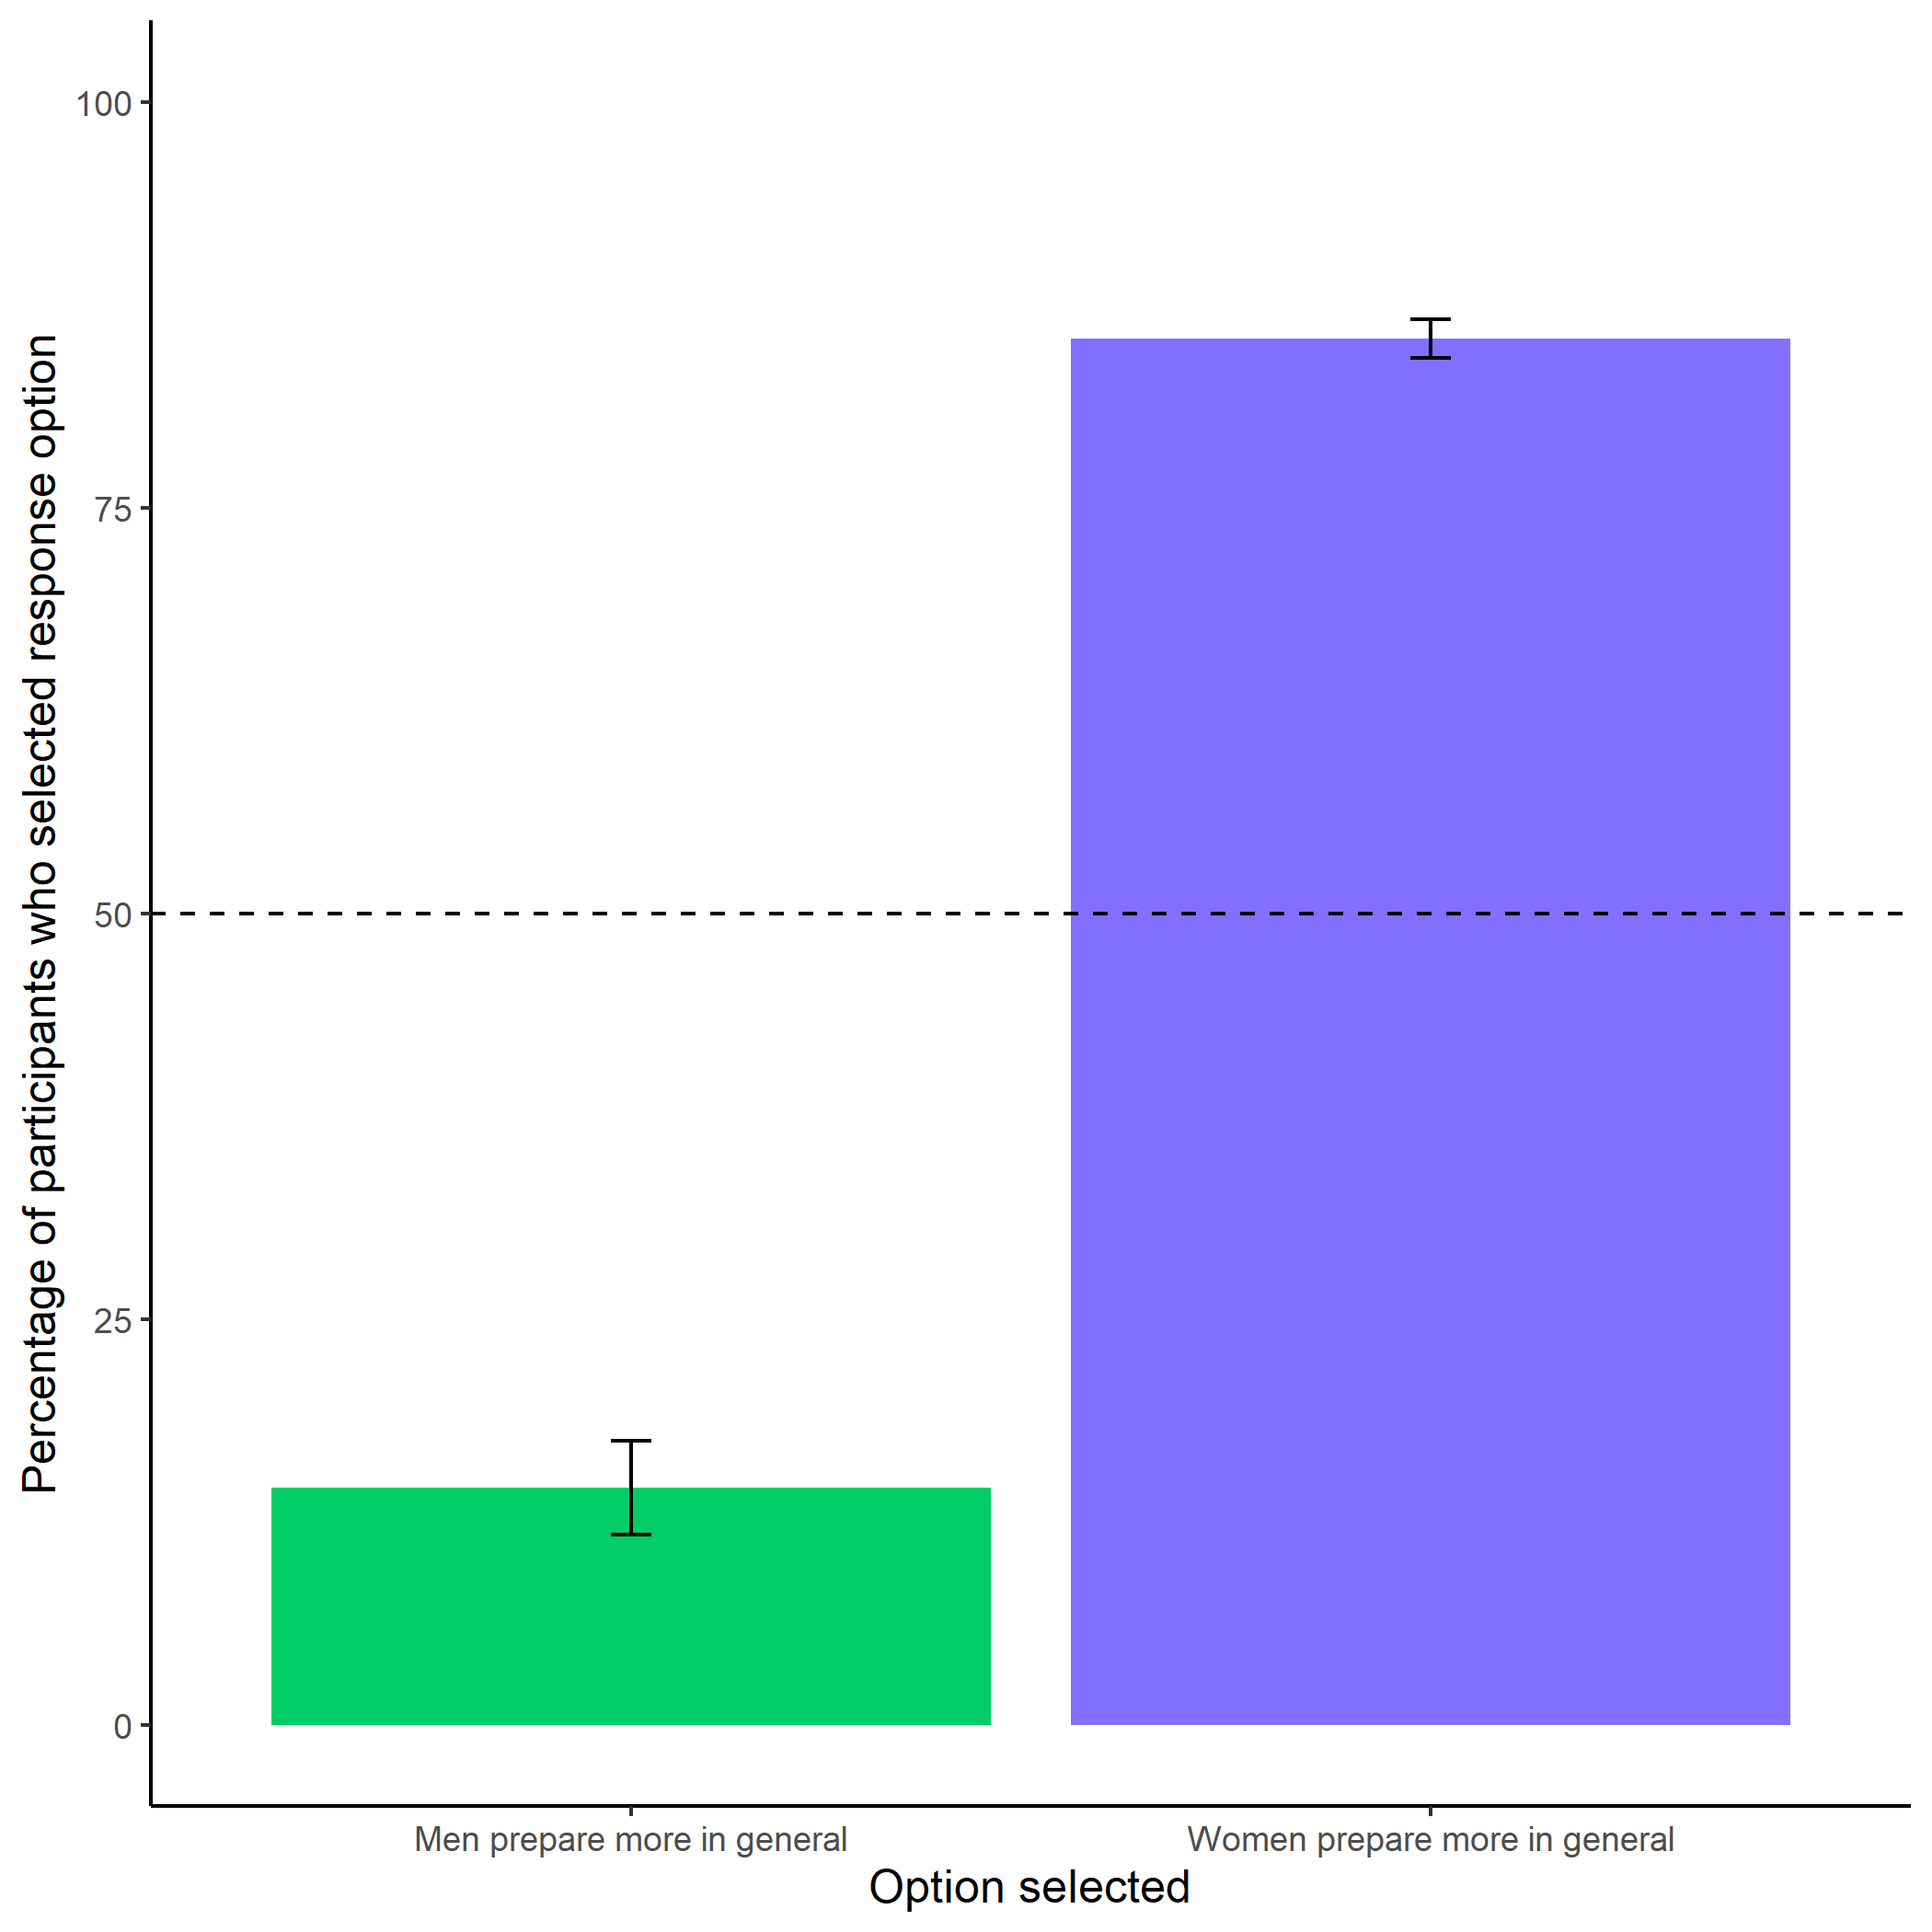 Percentage of participants who selected response option
100
75
50
25
0
Men prepare more in general
Women prepare more in general
Option selected